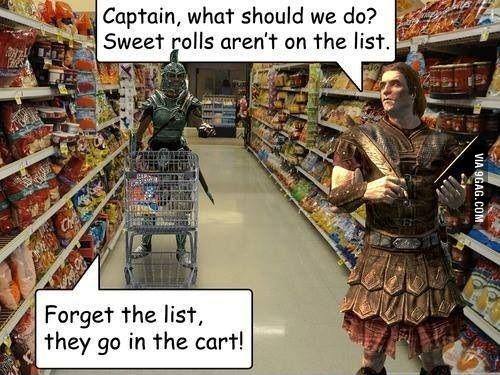 Captain, what should we do?
Sweet rolls aren't on the list.
Forget the list,
they go in the cart!
VIA 9GAG.COM